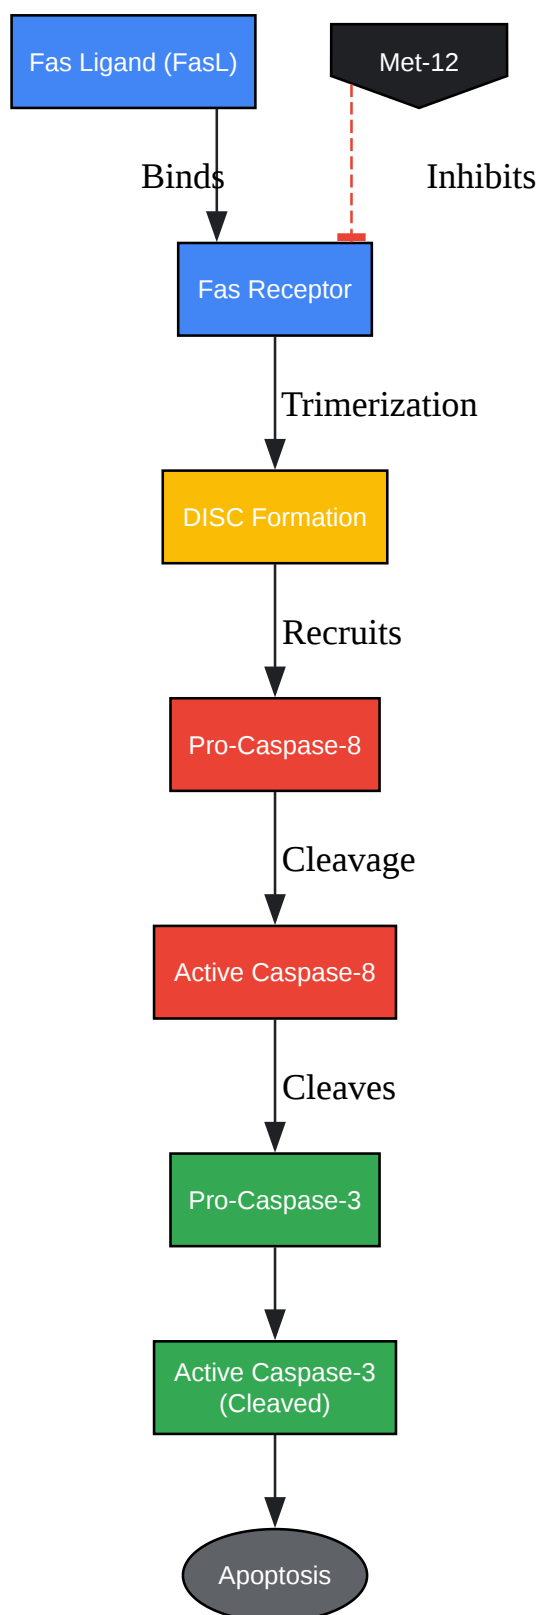 Fas Ligand (FasL)
Met-12
Binds
Inhibits
Fas Receptor
Trimerization
DISC Formation
Recruits
Pro-Caspase-8
Cleavage
Active Caspase-8
Cleaves
Pro-Caspase-3
Active Caspase-3
(Cleaved)
Apoptosis